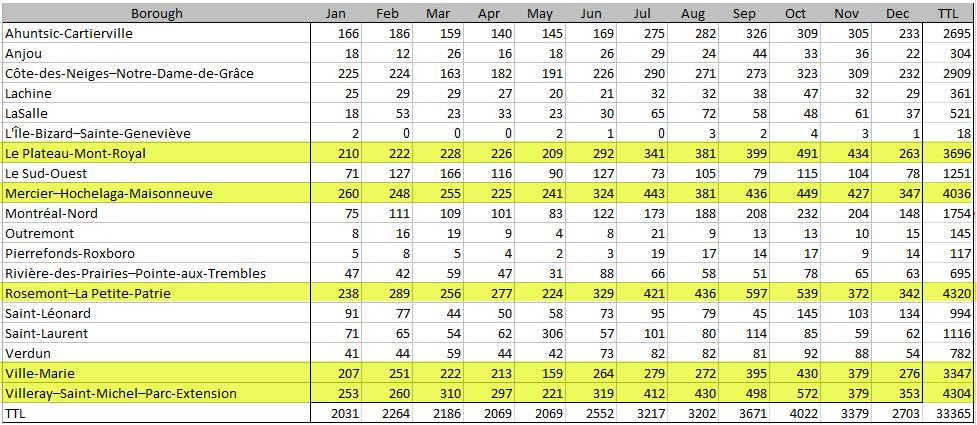 Borough Jan Feb Mar Apr May Jun Jul Aug Sep Oct Nov Dec TTL
Ahuntsic-Cartierville 166 186 159 140 145 169 275 282 326 309 305 233 2695
Anjou 18 12 26 16 18 26 29 24 44 33 36 22 304
Côte-des-Neiges–Notre-Dame-de-Grâce 225 224 163 182 191 226 290 271 273 323 309 232 2909
Lachine 25 29 29 27 20 21 32 32 38 47 32 29 361
LaSalle 18 53 23 33 23 30 65 72 58 48 61 37 521
L'Île-Bizard–Sainte-Geneviève 2 0 0 0 2 1 0 3 2 4 3 1 18
Le Plateau-Mont-Royal 210 222 228 226 209 292 341 381 399 491 434 263 3696
Le Sud-Ouest 71 127 166 116 90 127 73 105 79 115 104 78 1251
Mercier–Hochelaga-Maisonneuve 260 248 255 225 241 324 443 381 436 449 427 347 4036
Montréal-Nord 75 111 109 101 83 122 173 188 208 232 204 148 1754
Outremont 8 16 19 9 4 8 21 9 13 13 10 15 145
Pierrefonds-Roxboro 5 8 5 4 2 3 19 17 14 17 9 14 117
Rivière-des-Prairies–Pointe-aux-Trembles 47 42 59 47 31 88 66 58 51 78 65 63 695
Rosemont–La Petite-Patrie 238 289 256 277 224 329 421 436 597 539 372 342 4320
Saint-Léonard 91 77 44 50 58 73 95 79 45 145 103 134 994
Saint-Laurent 71 65 54 62 306 57 101 80 114 85 59 62 1116
Verdun 41 44 59 44 42 73 82 82 81 92 88 54 782
Ville-Marie 207 251 222 213 159 264 279 272 395 430 379 276 3347
Villeray–Saint-Michel–Parc-Extension 253 260 310 297 221 319 412 430 498 572 379 353 4304
TTL 2031 2264 2186 2069 2069 2552 3217 3202 3671 4022 3379 2703 33365